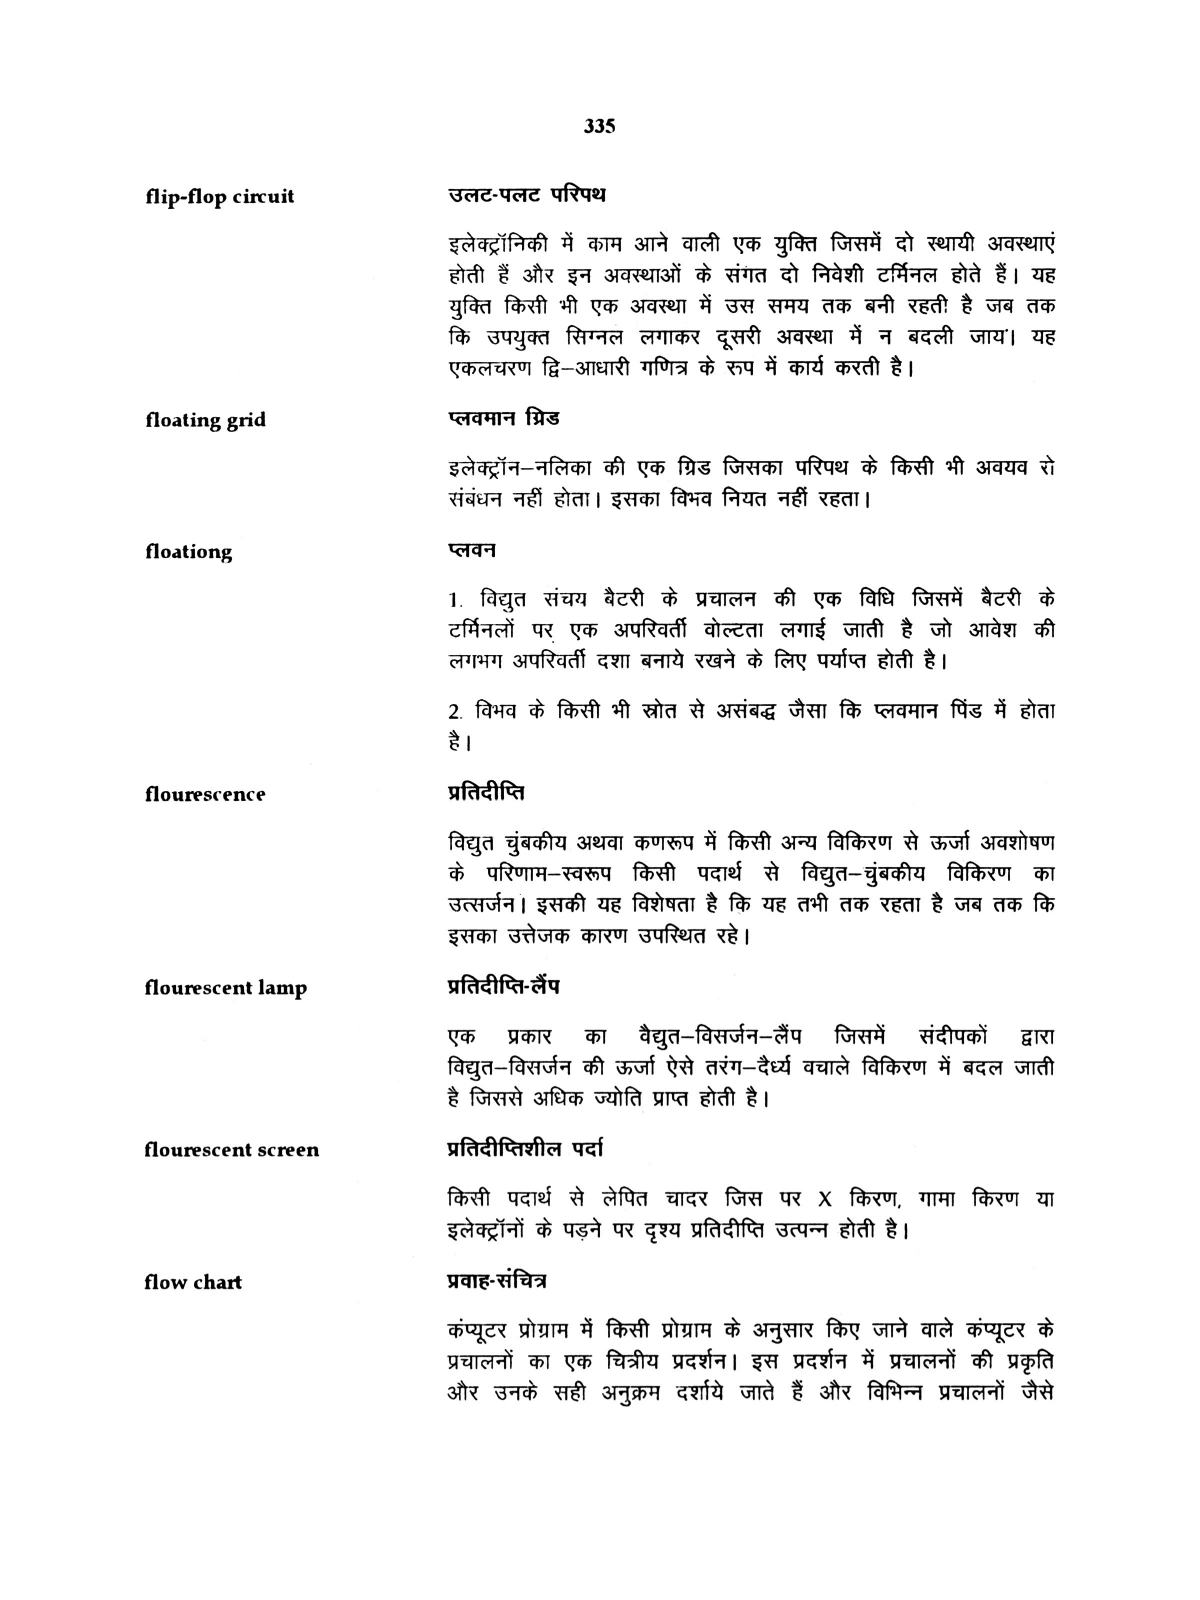 335
flip-flop circuit उलट-पलट परिपथ
इलेक्ट्रॉनिकी में काम आने वाली एक युक्ति जिसमें दो स्थायी अवस्थाएं
होती हैं और इन अवस्थाओं के संगत दो निवेशी टर्मिनल होते हैं। यह
युक्ति किसी भी एक अवस्था में उस समय तक बनी रहती है जब तक
कि उपयुक्त सिग्नल लगाकर दूसरी अवस्था में न बदली जाय। यह
एकलचरण द्वि–आधारी गणित्र के रूप में कार्य करती है।
floating grid प्लवमान ग्रिड
इलेक्ट्रॉन–नलिका की एक ग्रिड जिसका परिपथ के किसी भी अवयव रो
संबंधन नहीं होता। इसका विभव नियत नहीं रहता।
floationg प्लवन
1. विद्युत संचय बैटरी के प्रचालन की एक विधि जिसमें बैटरी के
टर्मिनलों पर एक अपरिवर्ती वोल्टता लगाई जाती है जो आवेश की
लगभग अपरिवर्ती दशा बनाये रखने के लिए पर्याप्त होती है।
2. विभव के किसी भी स्रोत से असंबद्ध जैसा कि प्लवमान पिंड में होता
है।
flourescence प्रतिदीप्ति
विद्युत चुंबकीय अथवा कणरूप में किसी अन्य विकिरण से ऊर्जा अवशोषण
के परिणाम–स्वरूप किसी पदार्थ से विद्युत–चुंबकीय विकिरण का
उत्सर्जन। इसकी यह विशेषता है कि यह तभी तक रहता है जब तक कि
इसका उत्तेजक कारण उपस्थित रहे।
flourescent lamp प्रतिदीप्ति-लैंप
एक प्रकार का वैद्युत–विसर्जन–लैंप जिसमें संदीपकों द्वारा
विद्युत–विसर्जन की ऊर्जा ऐसे तरंग–दैर्ध्य वचाले विकिरण में बदल जाती
है जिससे अधिक ज्योति प्राप्त होती है।
flourescent screen प्रतिदीप्तिशील पर्दा
किसी पदार्थ से लेपित चादर जिस पर X किरण, गामा किरण या
इलेक्ट्रॉनों के पड़ने पर दृश्य प्रतिदीप्ति उत्पन्न होती है।
flow chart प्रवाह-संचित्र
कंप्यूटर प्रोग्राम में किसी प्रोग्राम के अनुसार किए जाने वाले कंप्यूटर के
प्रचालनों का एक चित्रीय प्रदर्शन। इस प्रदर्शन में प्रचालनों की प्रकृति
और उनके सही अनुक्रम दर्शाये जाते हैं और विभिन्न प्रचालनों जैसे